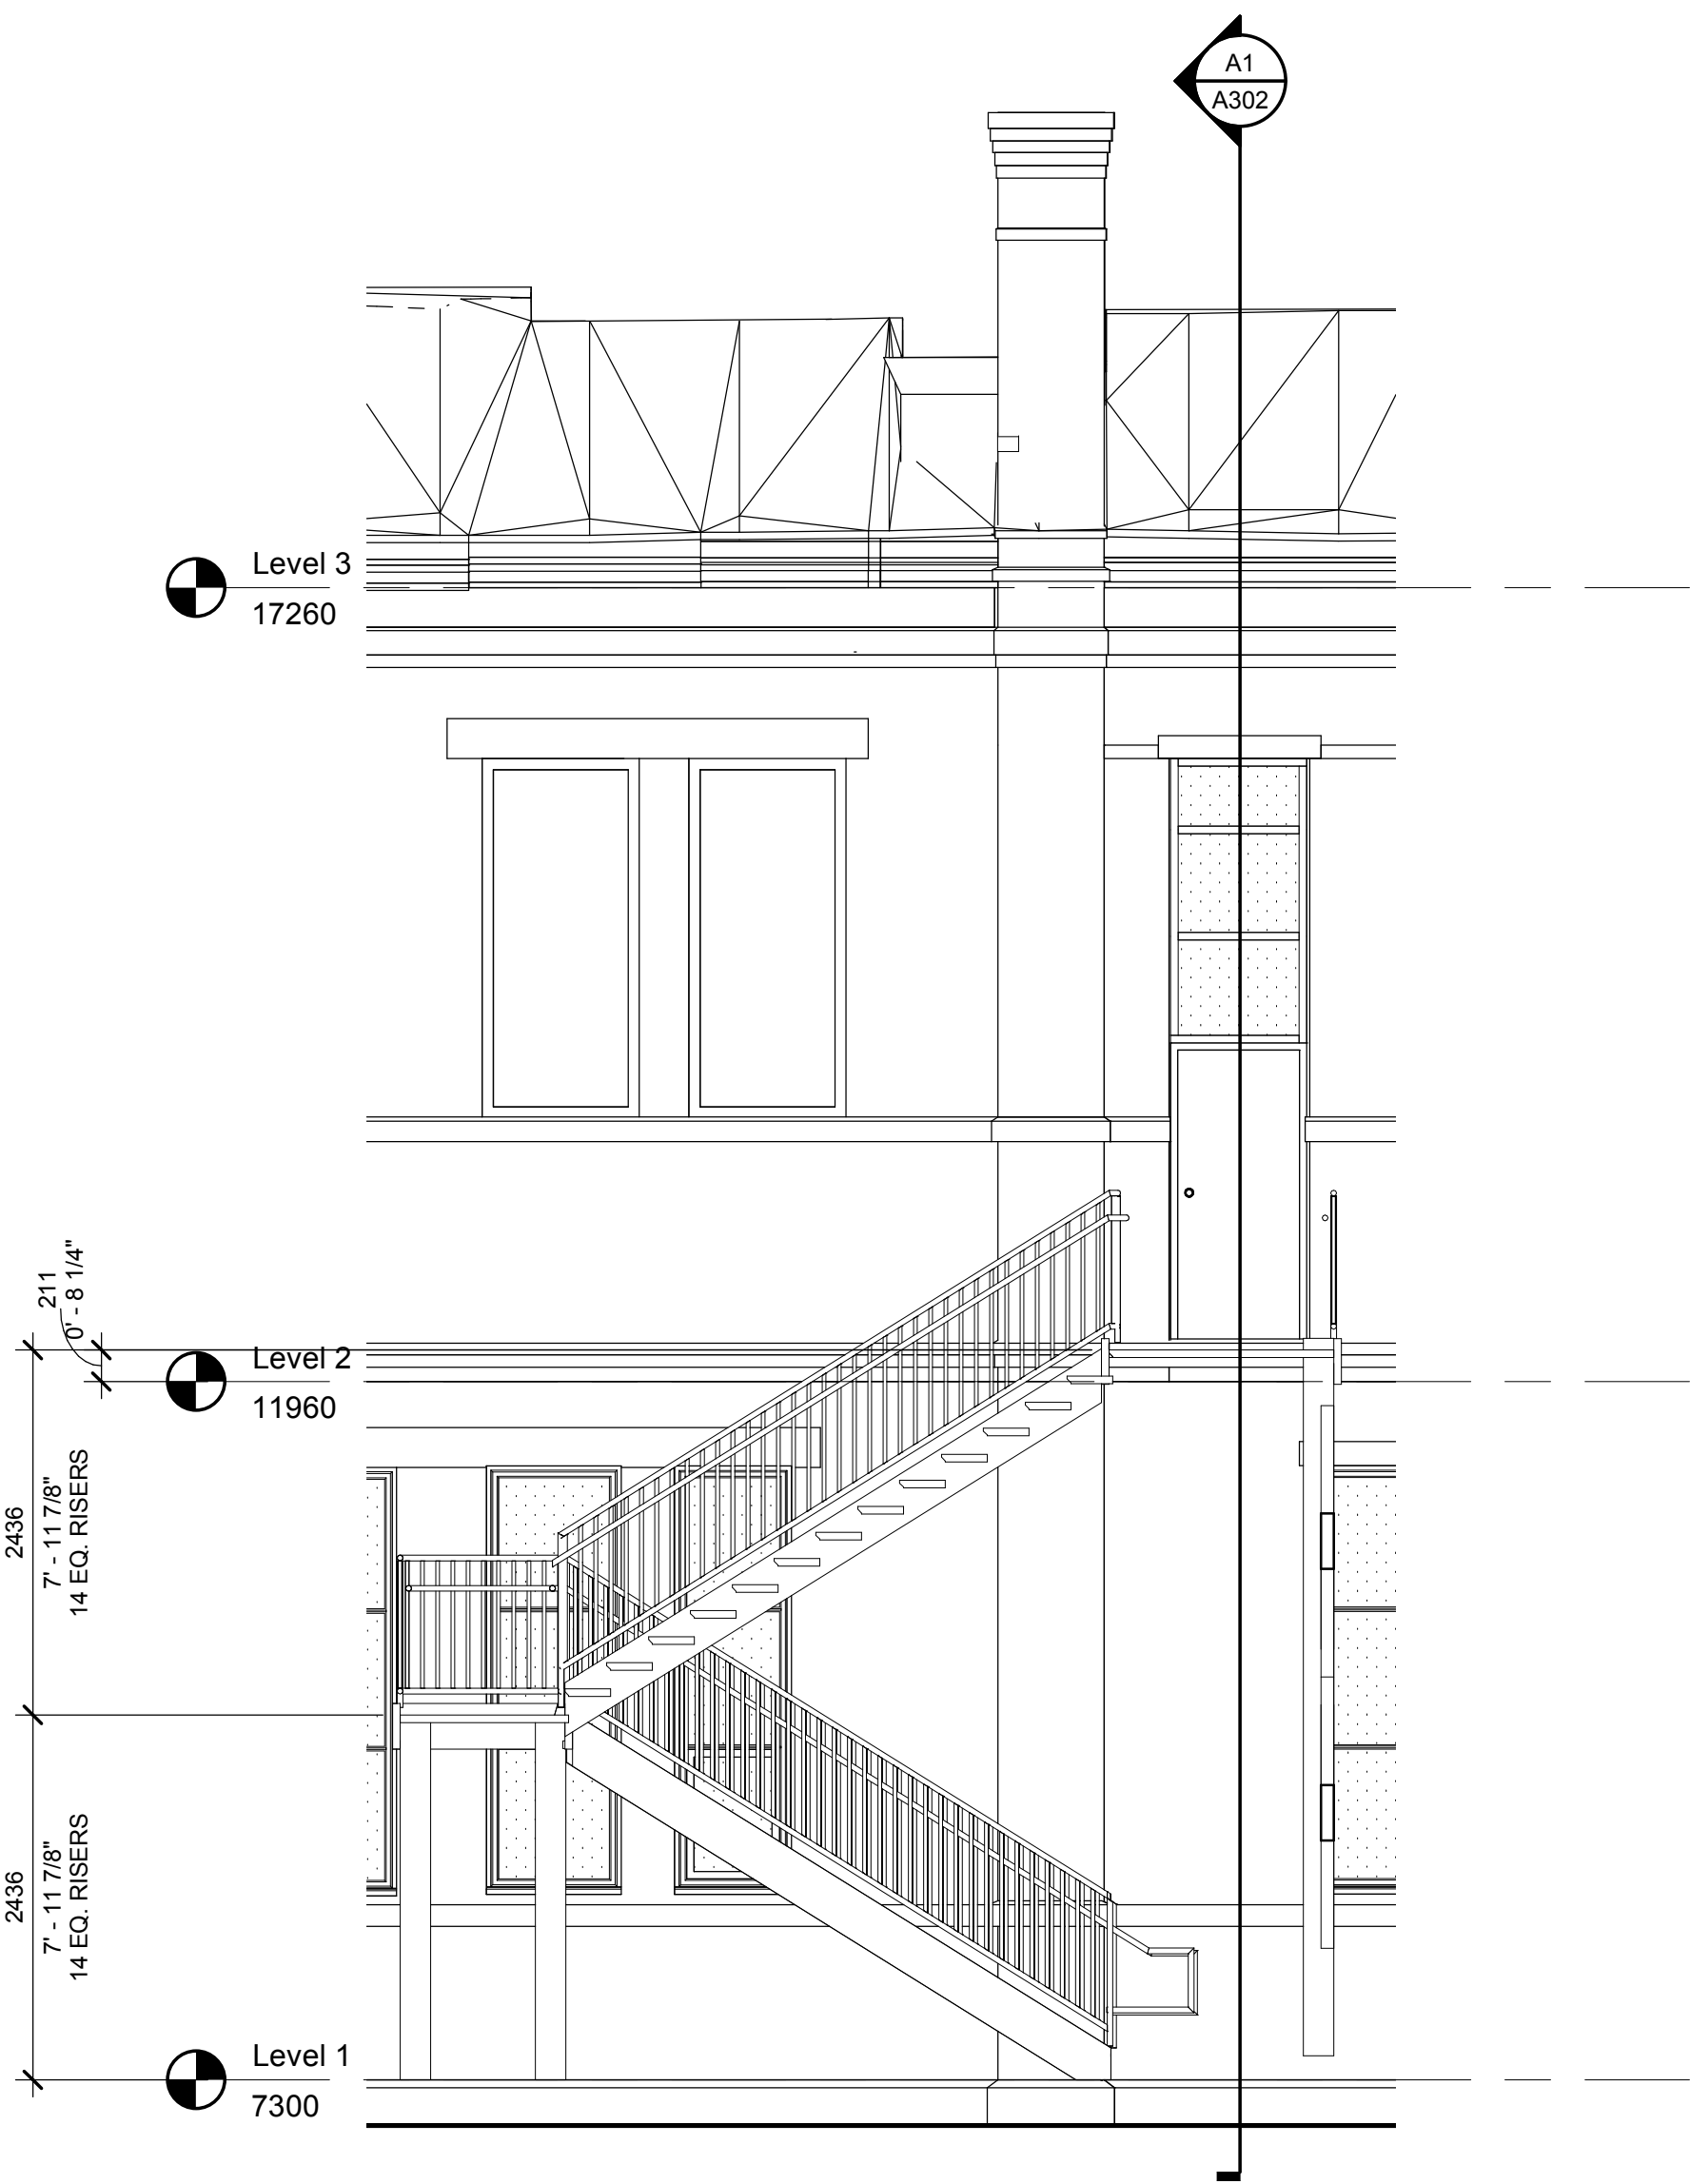 A1
A302
Level 3
17260
211
0' - 8 1/4"
Level 2
11960
2436
7' - 11 7/8"
14 EQ. RISERS
2436
7' - 11 7/8"
14 EQ. RISERS
Level 1
7300